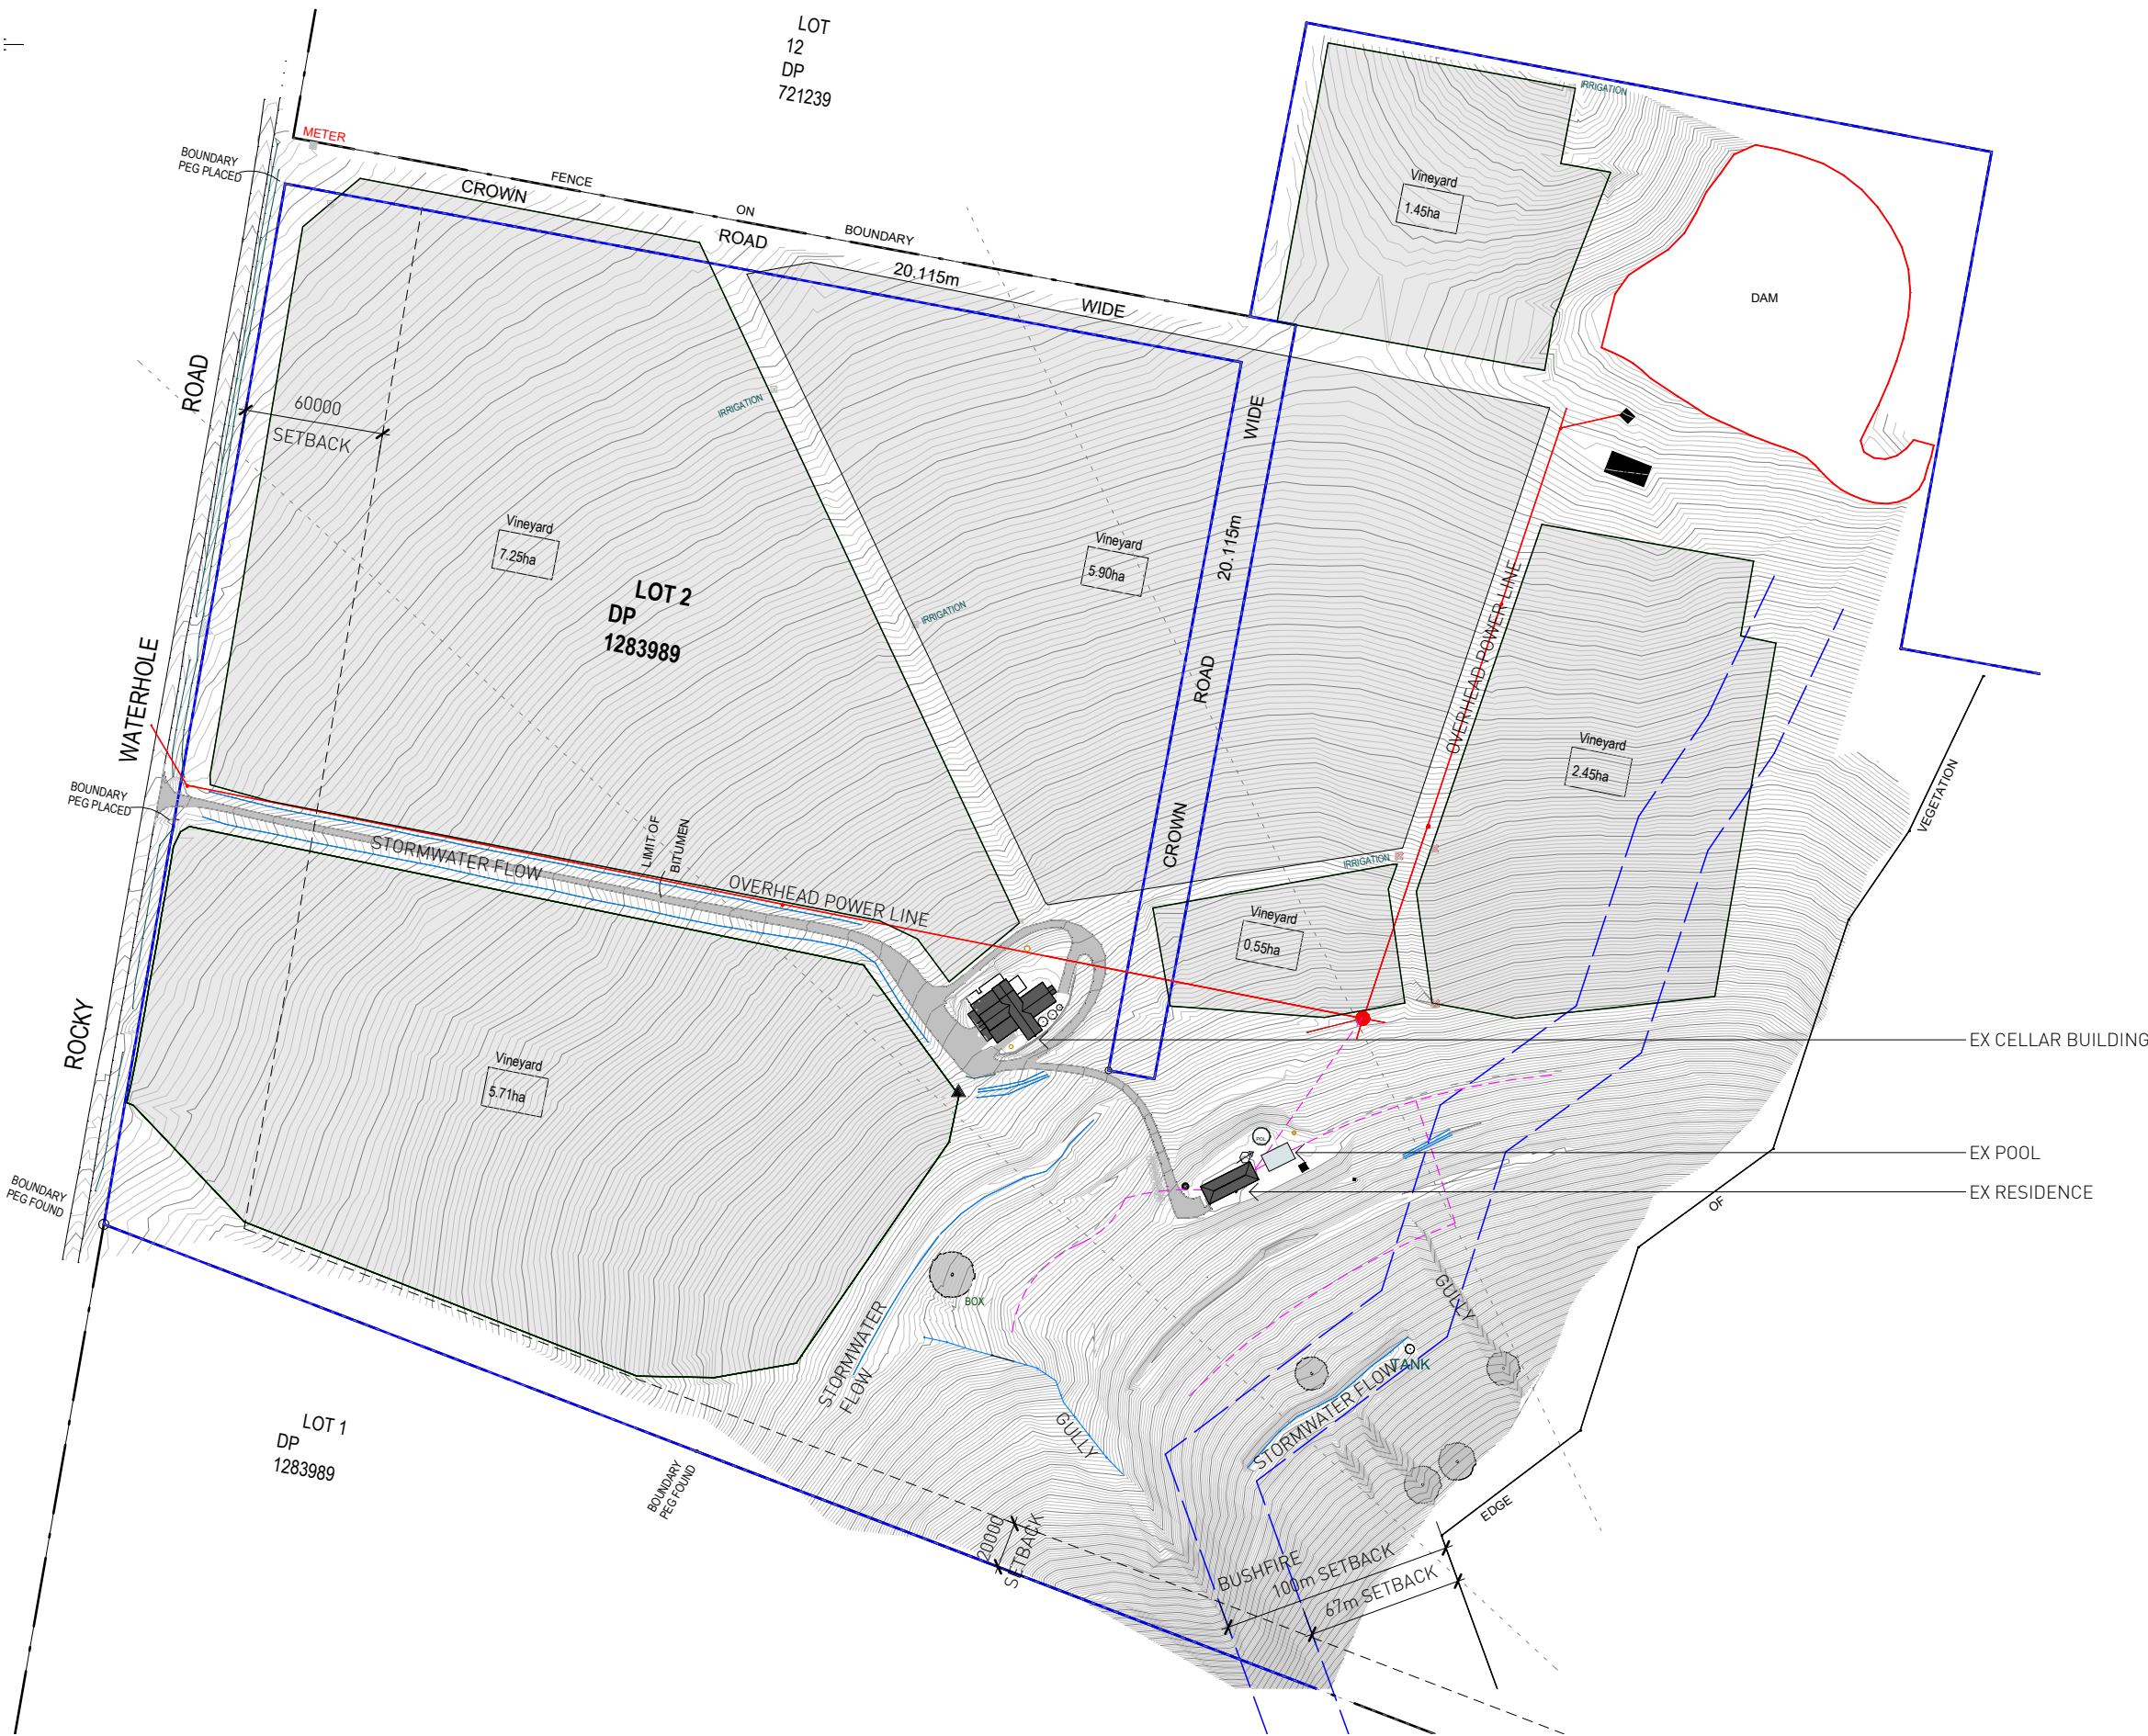 LOT
12
DP
721239
METER
BOUNDARY
PEG PLACED
CROWN
FENCE
ON
ROAD
BOUNDARY
20.115m
WIDE
IRRIGATION
Vineyard
1.45ha
DAM
ROAD
60000
SETBACK
IRRIGATION
WIDE
Vineyard
7.25ha
Vineyard
5.90ha
20.115m
LOT 2
DP
1283989
IRRIGATION
OVERHEAD POWER LINE
WATERHOLE
ROAD
Vineyard
2.45ha
BOUNDARY
PEG PLACED
VEGETATION
STORMWATER FLOW
LIMIT OF
BITUMEN
CROWN
IRRIGATION
OVERHEAD POWER LINE
Vineyard
0.55ha
ROCKY
EX CELLAR BUILDING
Vineyard
5.71ha
EX POOL
EX RESIDENCE
BOUNDARY
PEG FOUND
OF
BOX
GULLY
STORMWATER
FLOW
TANK
STORMWATER FLOW
GULLY
LOT 1
DP
1283989
BOUNDARY
PEG FOUND
EDGE
20000
SETBACK
BUSHFIRE
100m SETBACK
67m SETBACK